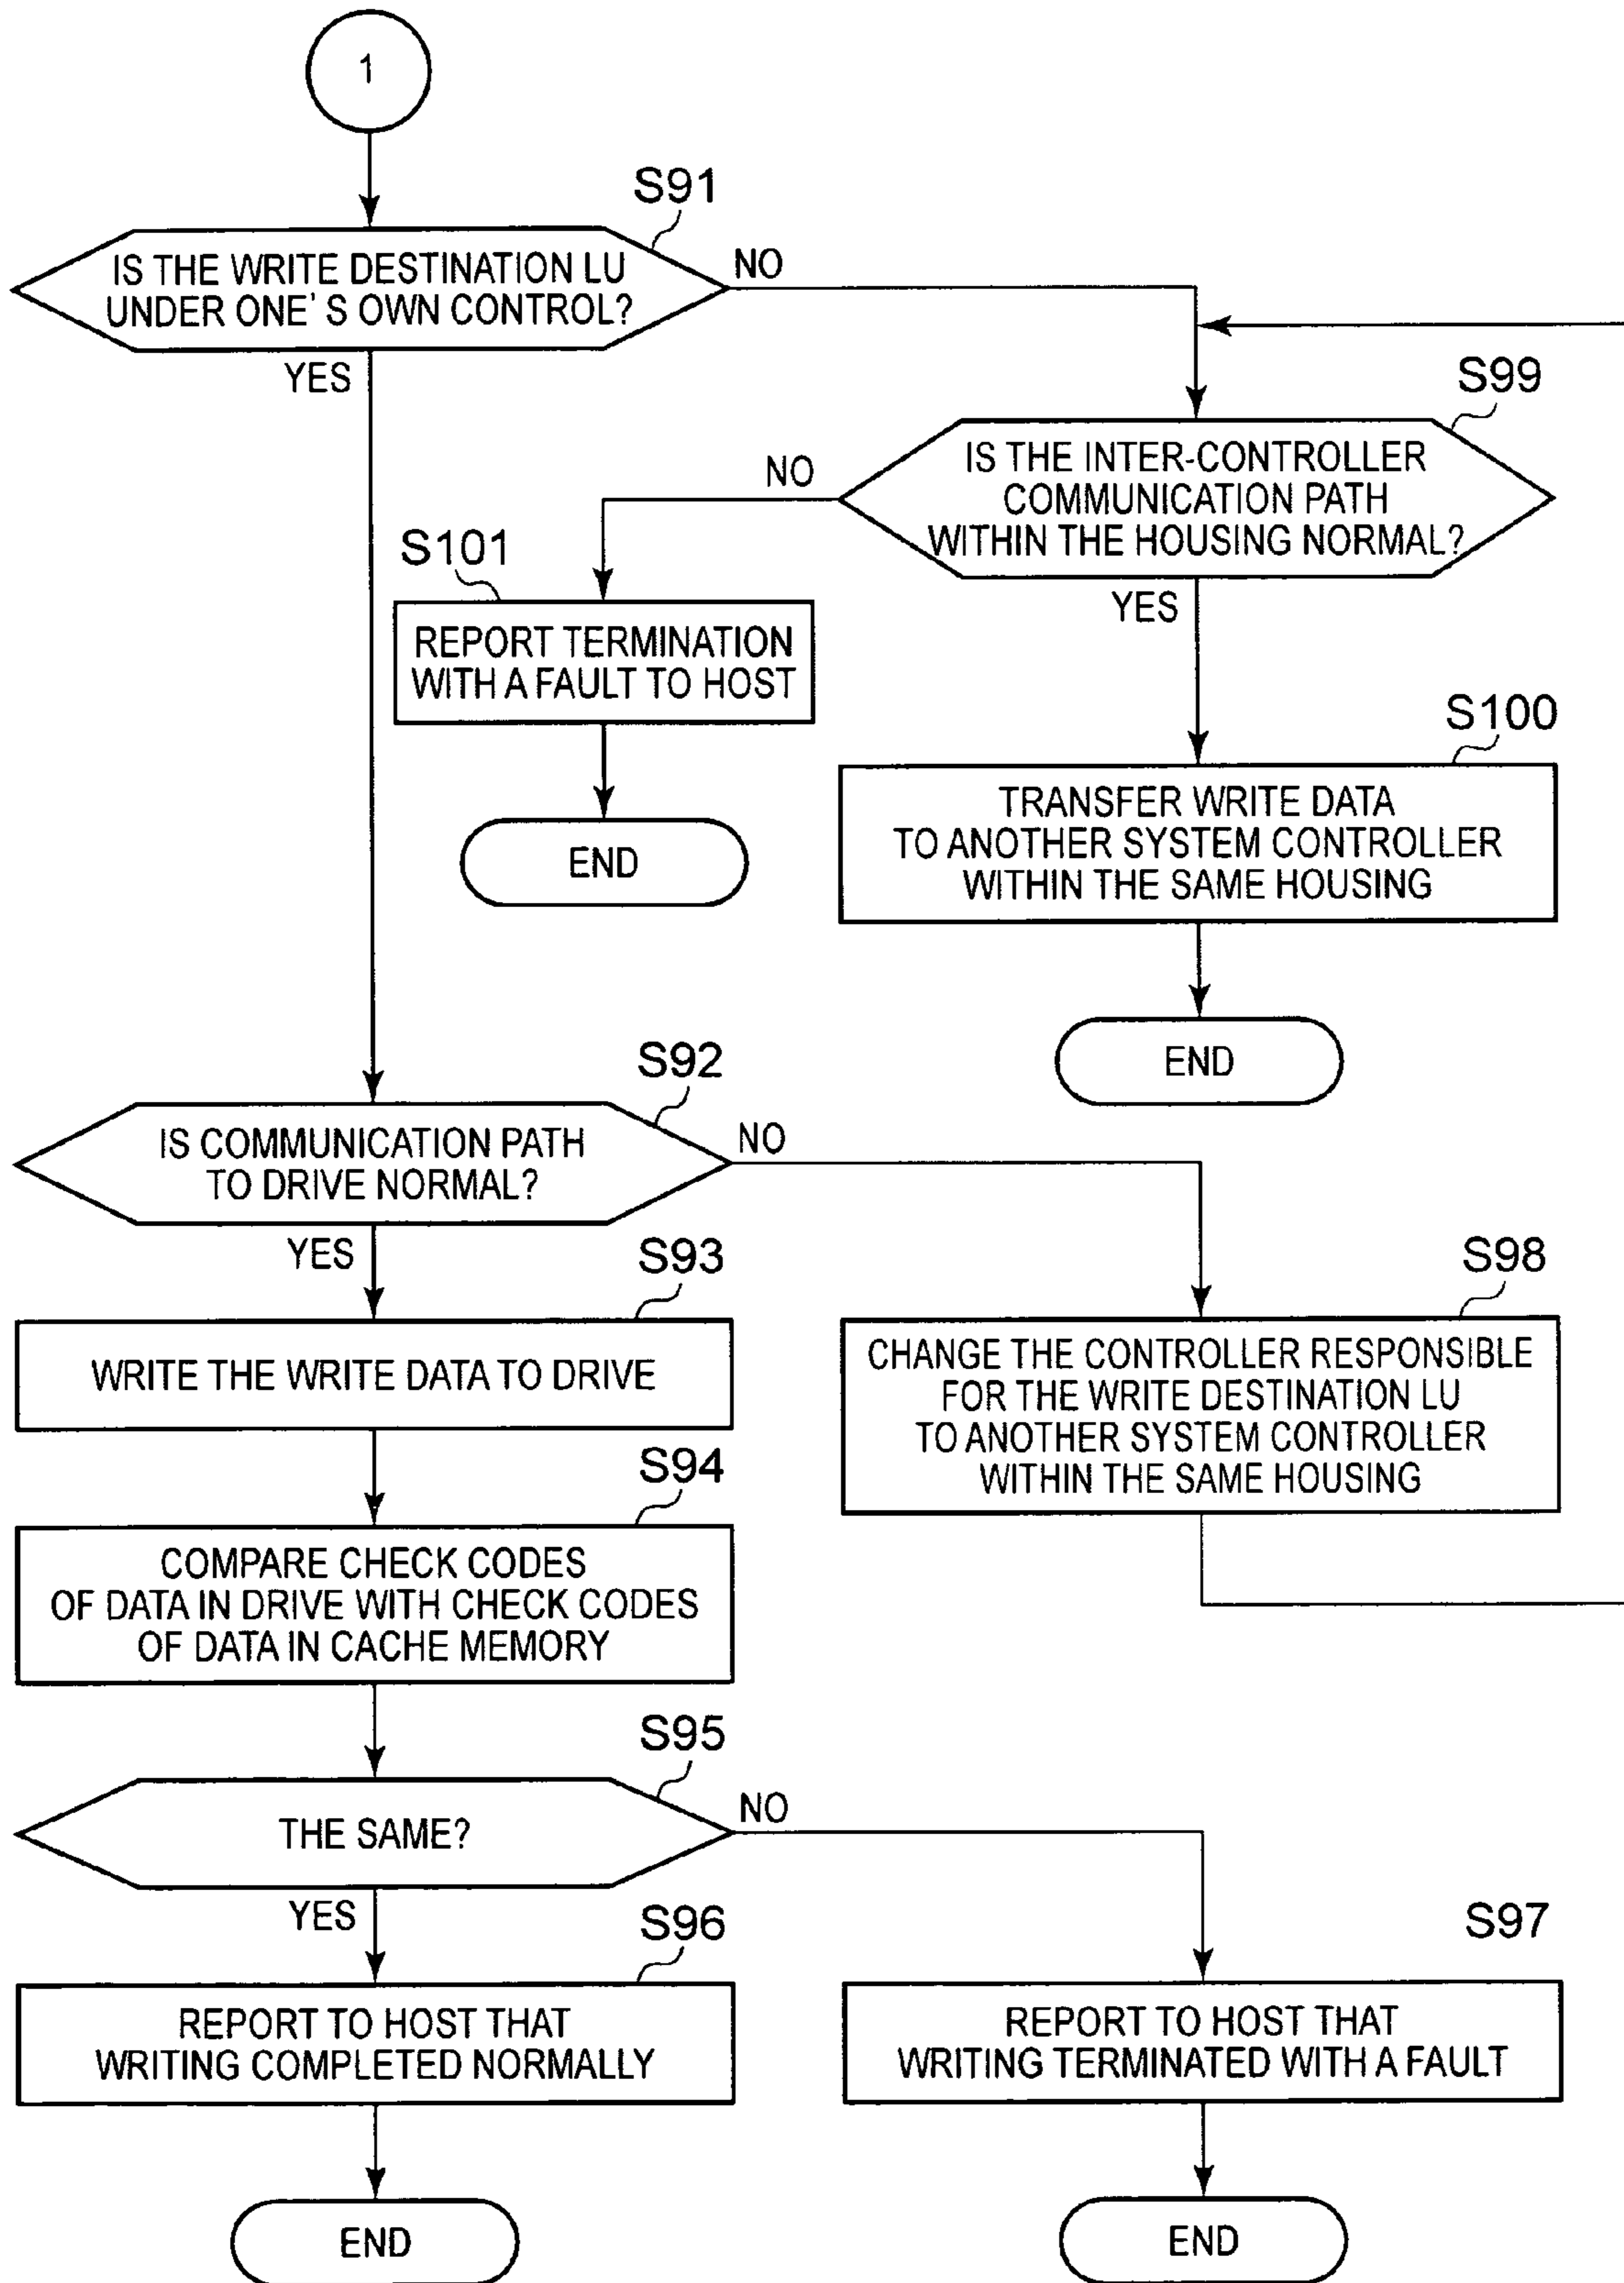 1
S91
IS THE WRITE DESTINATION LU
UNDER ONE' S OWN CONTROL?
NO
YES
S99
IS THE INTER-CONTROLLER
COMMUNICATION PATH
WITHIN THE HOUSING NORMAL?
NO
YES
S101
REPORT TERMINATION
WITH A FAULT TO HOST
END
S100
TRANSFER WRITE DATA
TO ANOTHER SYSTEM CONTROLLER
WITHIN THE SAME HOUSING
END
S92
IS COMMUNICATION PATH
TO DRIVE NORMAL?
NO
YES
S93
WRITE THE WRITE DATA TO DRIVE
S98
CHANGE THE CONTROLLER RESPONSIBLE
FOR THE WRITE DESTINATION LU
TO ANOTHER SYSTEM CONTROLLER
WITHIN THE SAME HOUSING
S94
COMPARE CHECK CODES
OF DATA IN DRIVE WITH CHECK CODES
OF DATA IN CACHE MEMORY
S95
THE SAME?
NO
YES
S96
REPORT TO HOST THAT
WRITING COMPLETED NORMALLY
END
S97
REPORT TO HOST THAT
WRITING TERMINATED WITH A FAULT
END